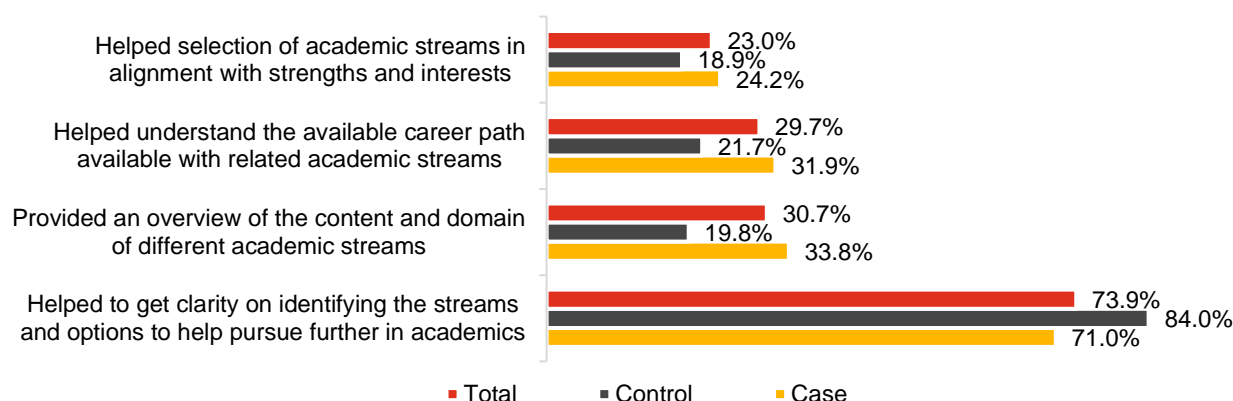 Helped selection of academic streams in
alignment with strengths and interests
23.0%
18.9%
24.2%
Helped understand the available career path
available with related academic streams
29.7%
21.7%
31.9%
Provided an overview of the content and domain
of different academic streams
30.7%
19.8%
33.8%
Helped to get clarity on identifying the streams
and options to help pursue further in academics
73.9%
84.0%
71.0%
Total Control Case